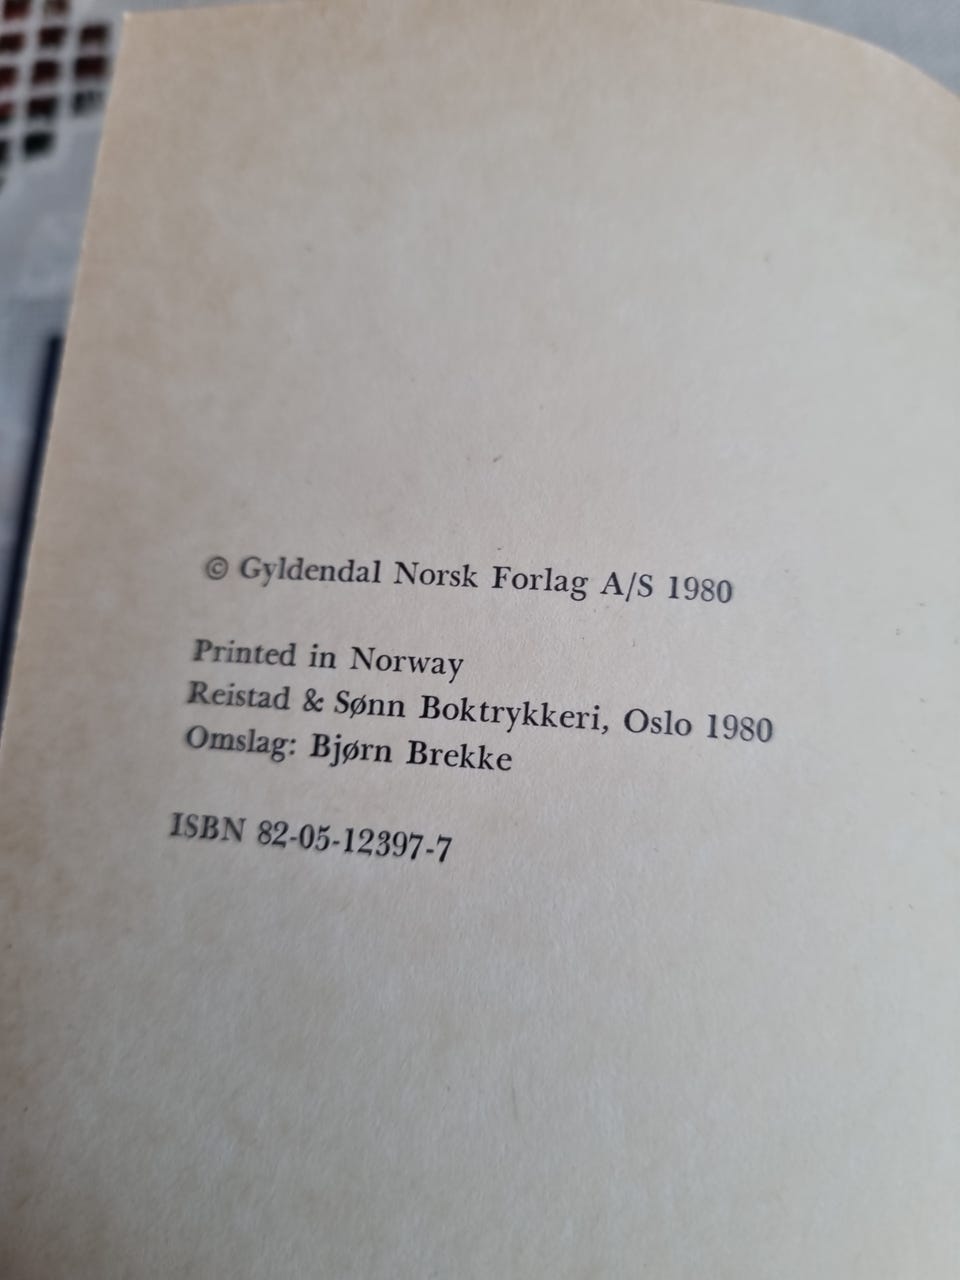 © Gyldendal Norsk Forlag A/S 1980
Printed in Norway
Reistad & Sønn Boktrykkeri, Oslo 1980
Omslag: Bjørn Brekke
ISBN 82-05-12397-7